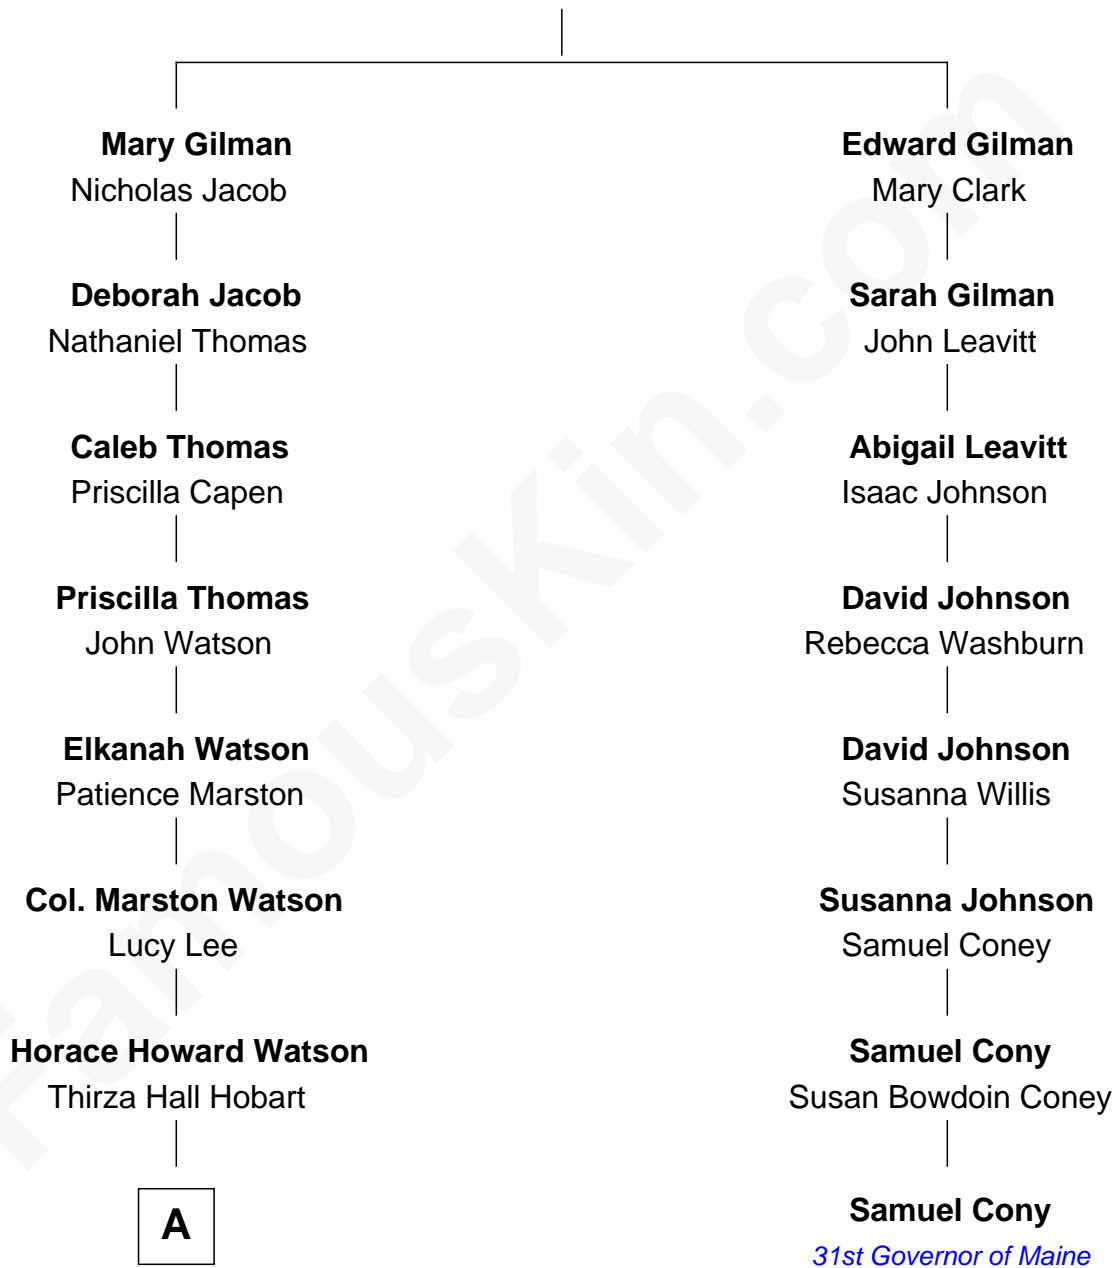 Mary Gilman
Nicholas Jacob
Deborah Jacob
Nathaniel Thomas
Caleb Thomas
Priscilla Capen
Priscilla Thomas
John Watson
Elkanah Watson
Patience Marston
Col. Marston Watson
Lucy Lee
Horace Howard Watson
Thirza Hall Hobart
A
Edward Gilman
Mary Clark
Sarah Gilman
John Leavitt
Abigail Leavitt
Isaac Johnson
David Johnson
Rebecca Washburn
David Johnson
Susanna Willis
Susanna Johnson
Samuel Coney
Samuel Cony
Susan Bowdoin Coney
Samuel Cony
31st Governor of Maine
FamousKin.com